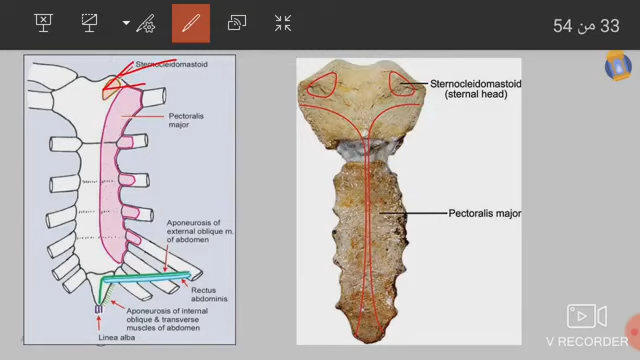 33 من 54
Sternocleidomastoid
Pectoralis
major
Aponeurosis of
external oblique m.
of abdomen
Rectus
abdominis
Aponeurosis of internal
oblique & transverse
muscles of abdomen
Linea alba
Sternocleidomastoid
(sternal head)
Pectoralis major
V RECORDER